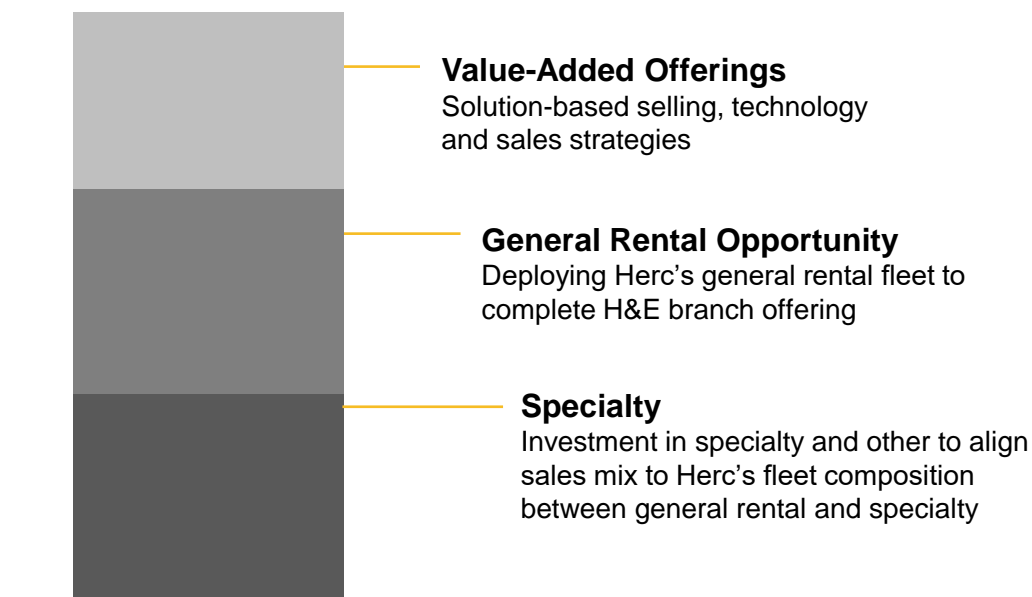 Value-Added Offerings
Solution-based selling, technology
and sales strategies
General Rental Opportunity
Deploying Herc’s general rental fleet to
complete H&E branch offering
Specialty
Investment in specialty and other to align
sales mix to Herc’s fleet composition
between general rental and specialty